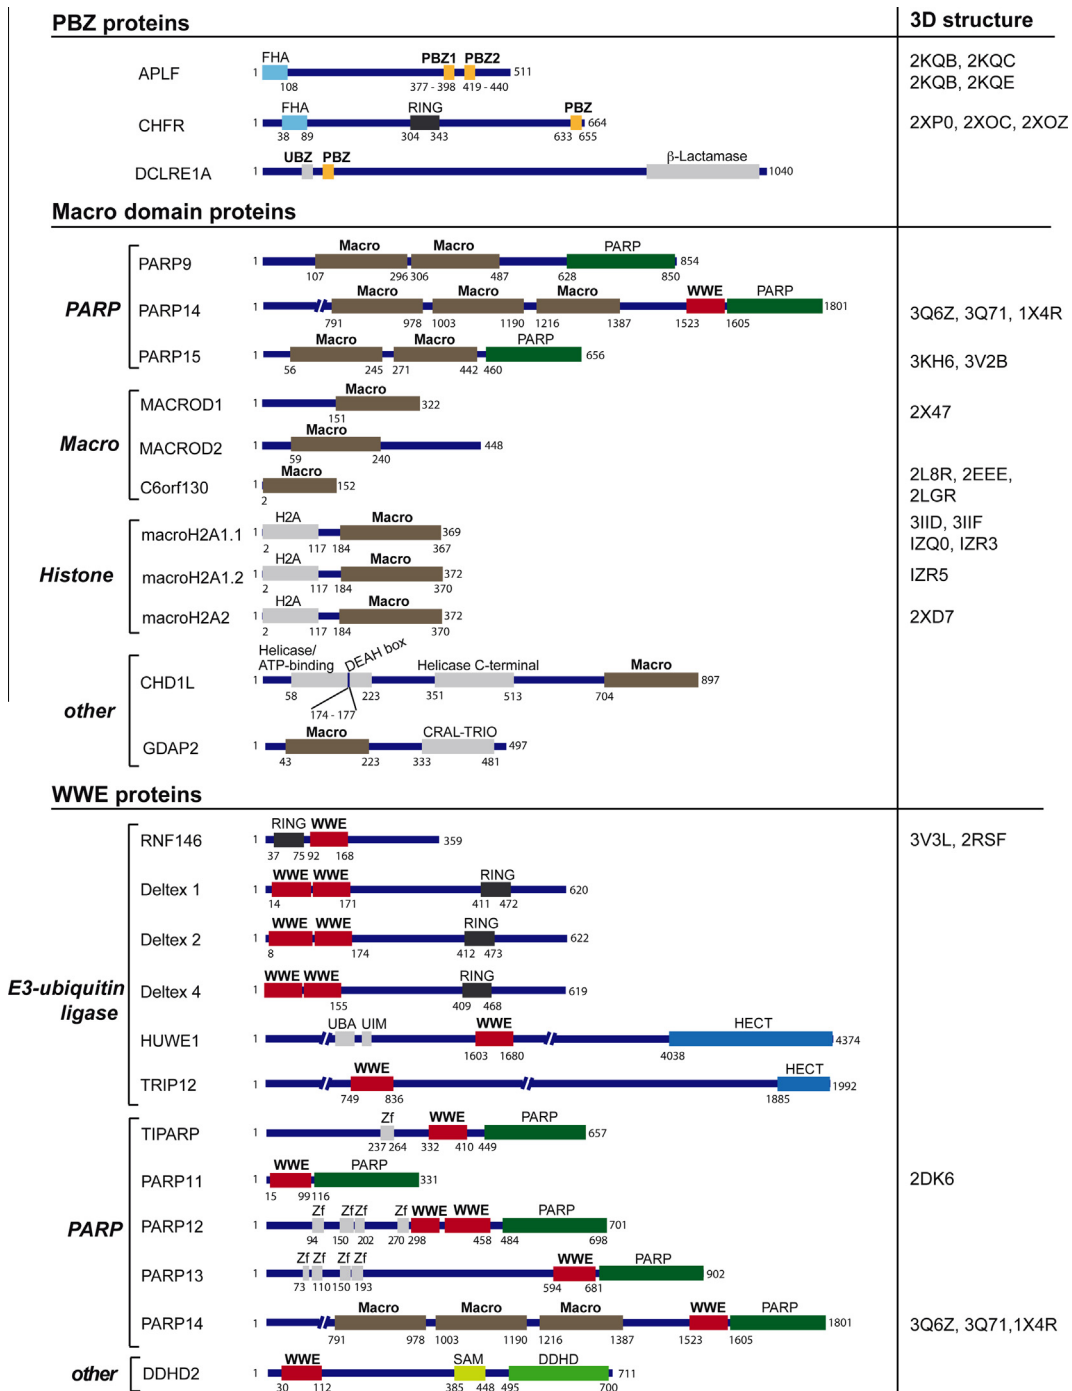 PBZ proteins
3D structure
FHA PBZ1 PBZ2
APLF 1 511 2KQB, 2KQC
108 377 - 398 419 - 440 2KQB, 2KQE
FHA RING PBZ
CHFR 1 664 2XP0, 2XOC, 2XOZ
38 89 304 343 633 655
UBZ PBZ β-Lactamase
DCLRE1A 1 1040
Macro domain proteins
PARP
Macro Macro PARP
PARP9 1 854
107 296 306 487 628 850
Macro Macro Macro WWE PARP
PARP14 1 1801 3Q6Z, 3Q71, 1X4R
791 978 1003 1190 1216 1387 1523 1605
Macro Macro PARP
PARP15 1 656 3KH6, 3V2B
56 245 271 442 460
Macro
Macro
MACROD1 1 322 2X47
151
Macro
MACROD2 1 448
59 240
Macro
C6orf130 1 152 2L8R, 2EEE,
2 2LGR
Histone
H2A Macro
macroH2A1.1 1 369 3IID, 3IIF
2 117 184 367 IZQ0, IZR3
H2A Macro
macroH2A1.2 1 372 IZR5
2 117 184 370
H2A Macro
macroH2A2 1 372 2XD7
2 117 184 370
other
Helicase/
ATP-binding DEAH box Helicase C-terminal Macro
CHD1L 1 897
58 223 351 513 704
174 - 177
Macro CRAL-TRIO
GDAP2 1 497
43 223 333 481
WWE proteins
E3-ubiquitin
ligase
RING WWE
RNF146 1 359 3V3L, 2RSF
37 75 92 168
WWE WWE RING
Deltex 1 1 620
14 171 411 472
WWE WWE RING
Deltex 2 1 622
8 174 412 473
WWE WWE RING
Deltex 4 1 619
155 409 468
UBA UIM WWE HECT
HUWE1 1 4374
1603 1680 4038
WWE HECT
TRIP12 1 1992
749 836 1885
PARP
Zf WWE PARP
TIPARP 1 657
237 264 332 410 449
WWE PARP
PARP11 1 331 2DK6
15 99 116
Zf Zf Zf Zf WWE WWE PARP
PARP12 1 701
94 150 202 270 298 458 484 698
Zf Zf Zf Zf WWE PARP
PARP13 1 902
73 110 150 193 594 681
Macro Macro Macro WWE PARP
PARP14 1 1801 3Q6Z, 3Q71,1X4R
791 978 1003 1190 1216 1387 1523 1605
other
WWE SAM DDHD
DDHD2 1 711
30 112 385 448 495 700